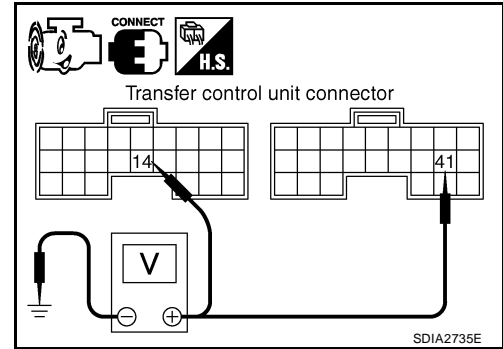 CONNECT
H.S.
Transfer control unit connector
14
41
V
− +
SDIA2735E